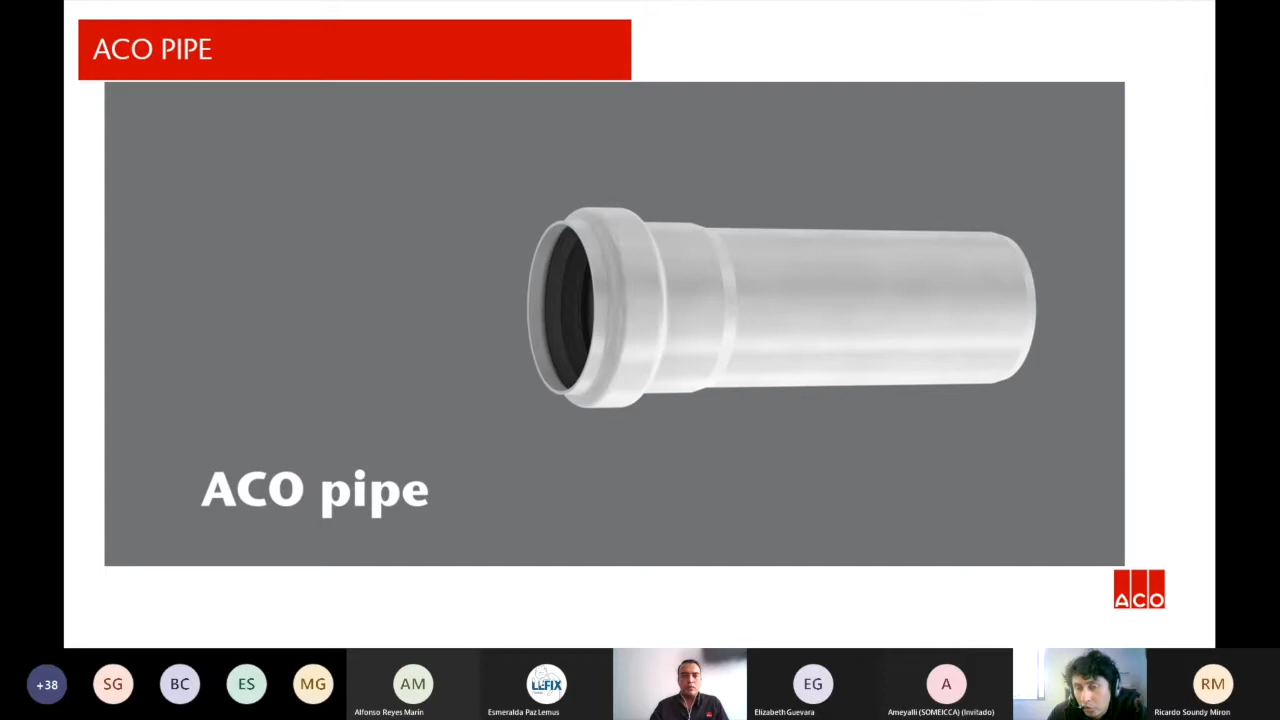 ACO PIPE
ACO pipe
ACO
+38
SG
BC
ES
MG
AM
LEFIX
EG
A
RM
Alfonso Reyes Marin
Esmeralda Paz Lemus
Elizabeth Guevara
Ameyalli (SOMEICCA) (Invitado)
Ricardo Soundy Miron